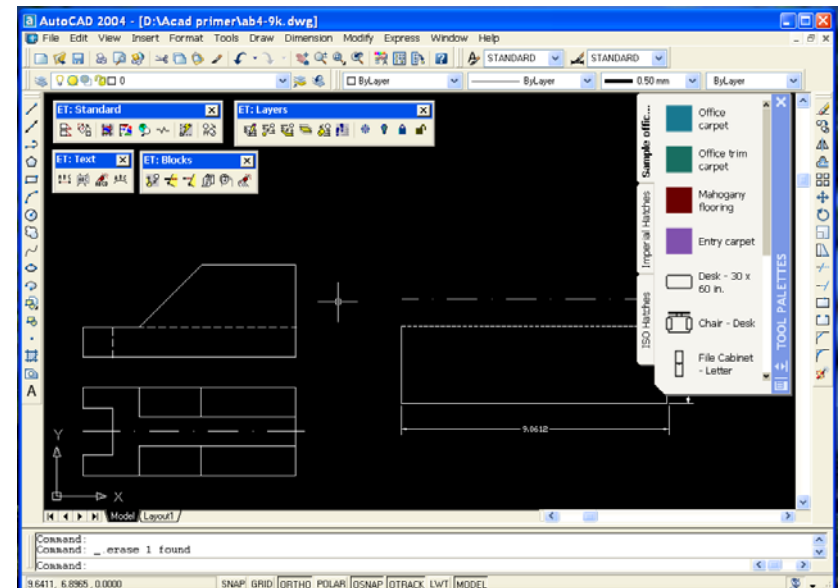 AutoCAD 2004 - [D:\Acad primer\ab4-9k.dwg]
File Edit View Insert Format Tools Draw Dimension Modify Express Window Help
STANDARD STANDARD
0 ByLayer ByLayer 0.50 mm ByLayer
ET: Standard
ET: Layers
ET: Text
ET: Blocks
Sample offic...
Imperial Hatches
ISO Hatches
Office
carpet
Office trim
carpet
Mahogany
flooring
Entry carpet
Desk - 30 x
60 in.
Chair - Desk
File Cabinet
- Letter
TOOL PALETTES
A
9.0612
Y
X
Model Layout1
Command:
Command: _.erase 1 found
Command:
9.6411, 6.8965, 0.0000 SNAP GRID ORTHO POLAR OSNAP OTRACK LWT MODEL